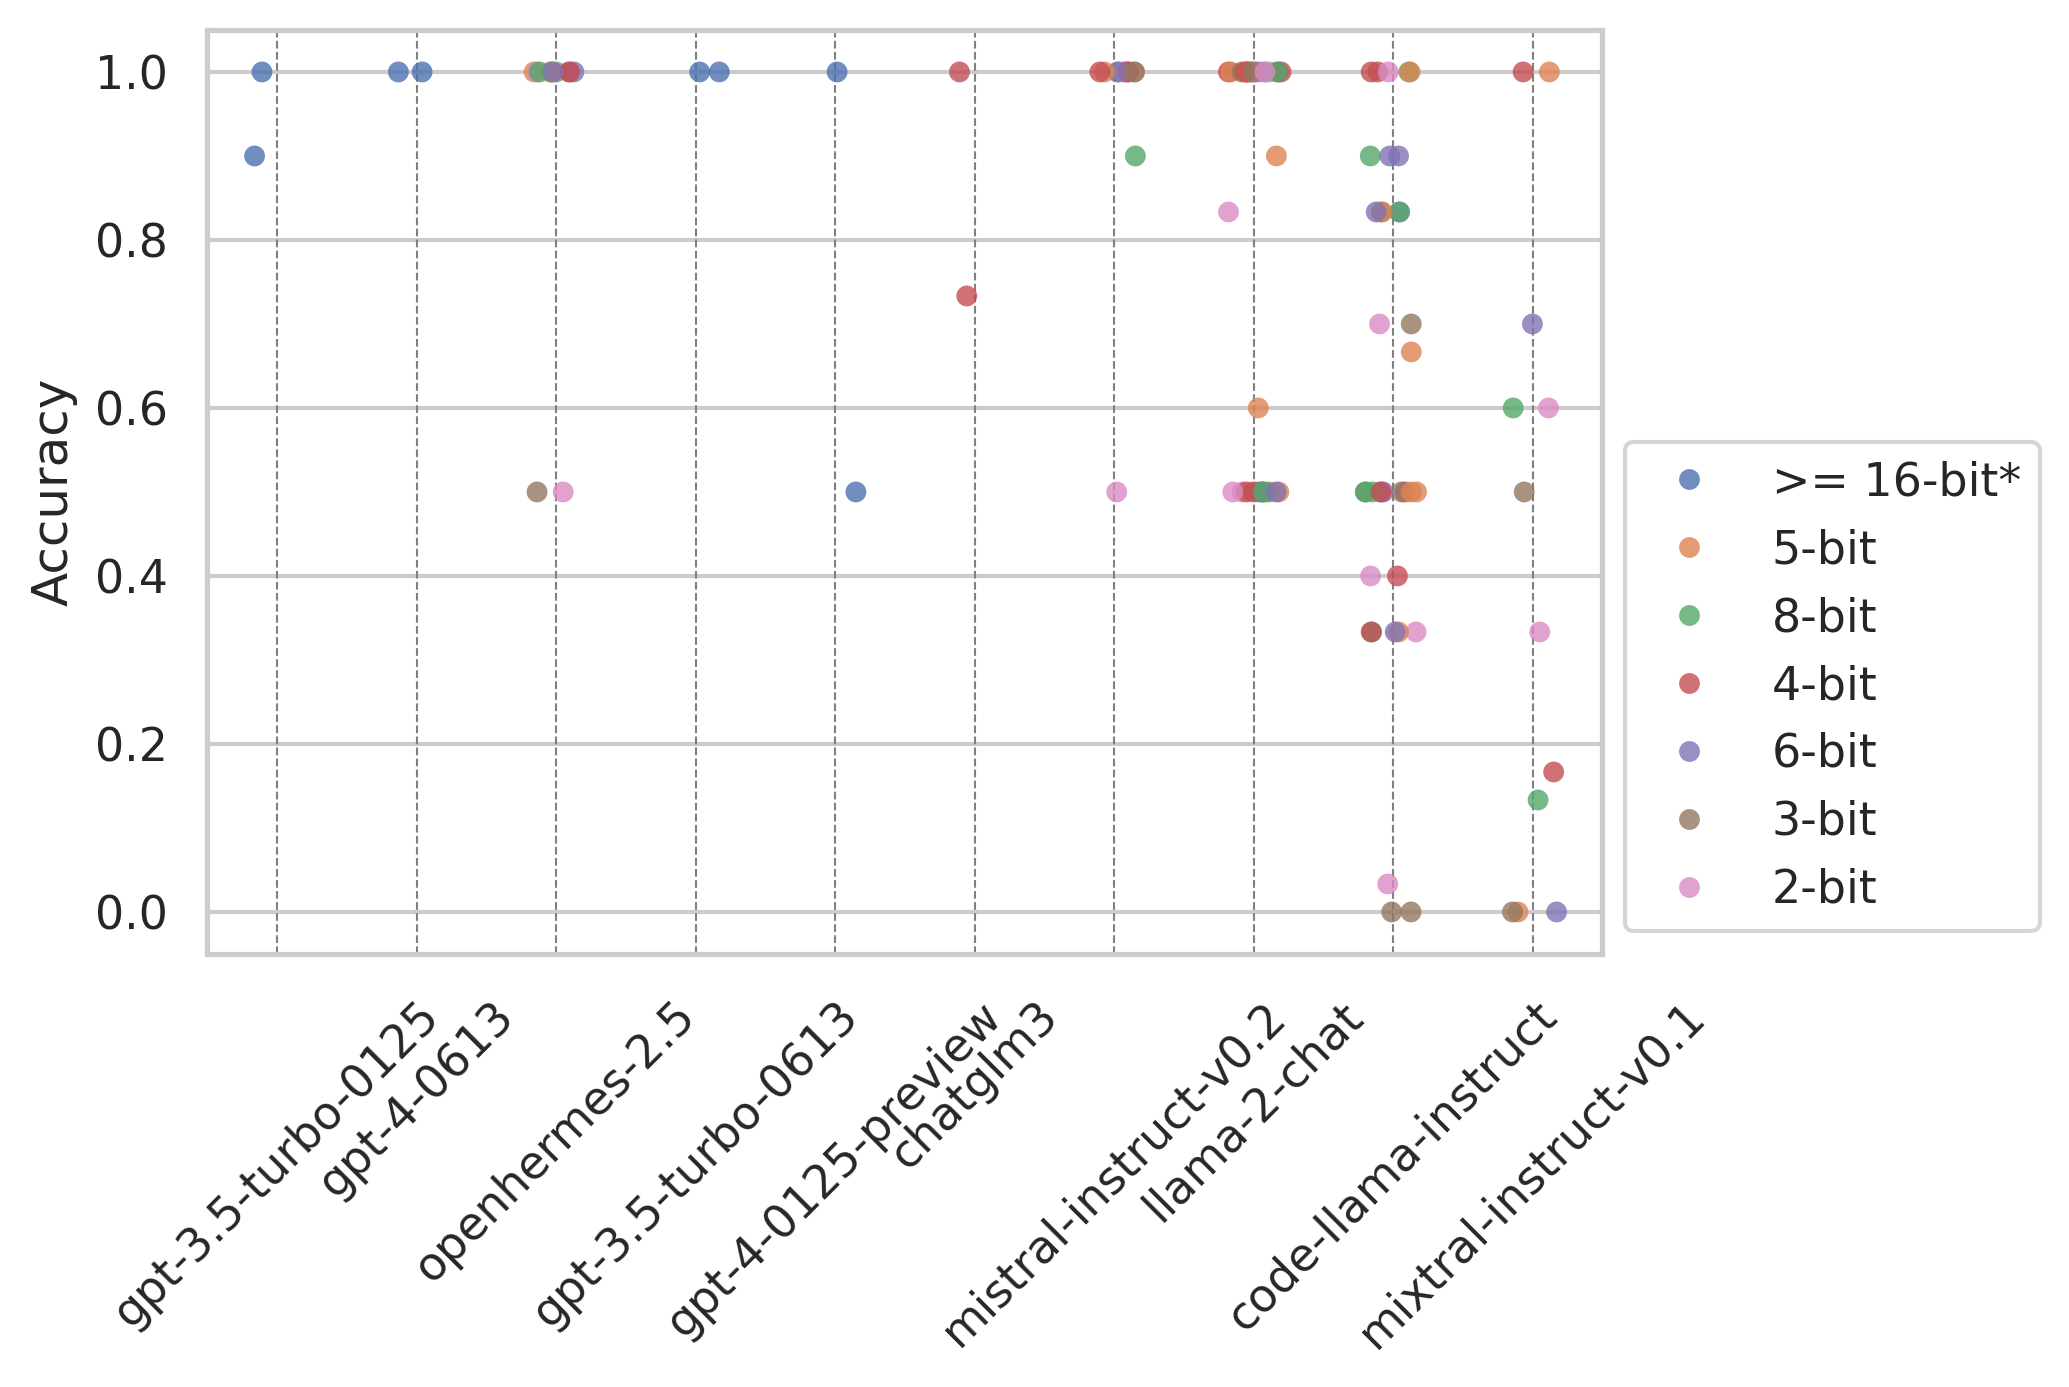 Accuracy
1.0
0.8
0.6
0.4
0.2
0.0
gpt-3.5-turbo-0125
gpt-4-0613
openhermes-2.5
gpt-3.5-turbo-0613
gpt-4-0125-preview
chatglm3
mistral-instruct-v0.2
llama-2-chat
code-llama-instruct
mixtral-instruct-v0.1
>= 16-bit*
5-bit
8-bit
4-bit
6-bit
3-bit
2-bit